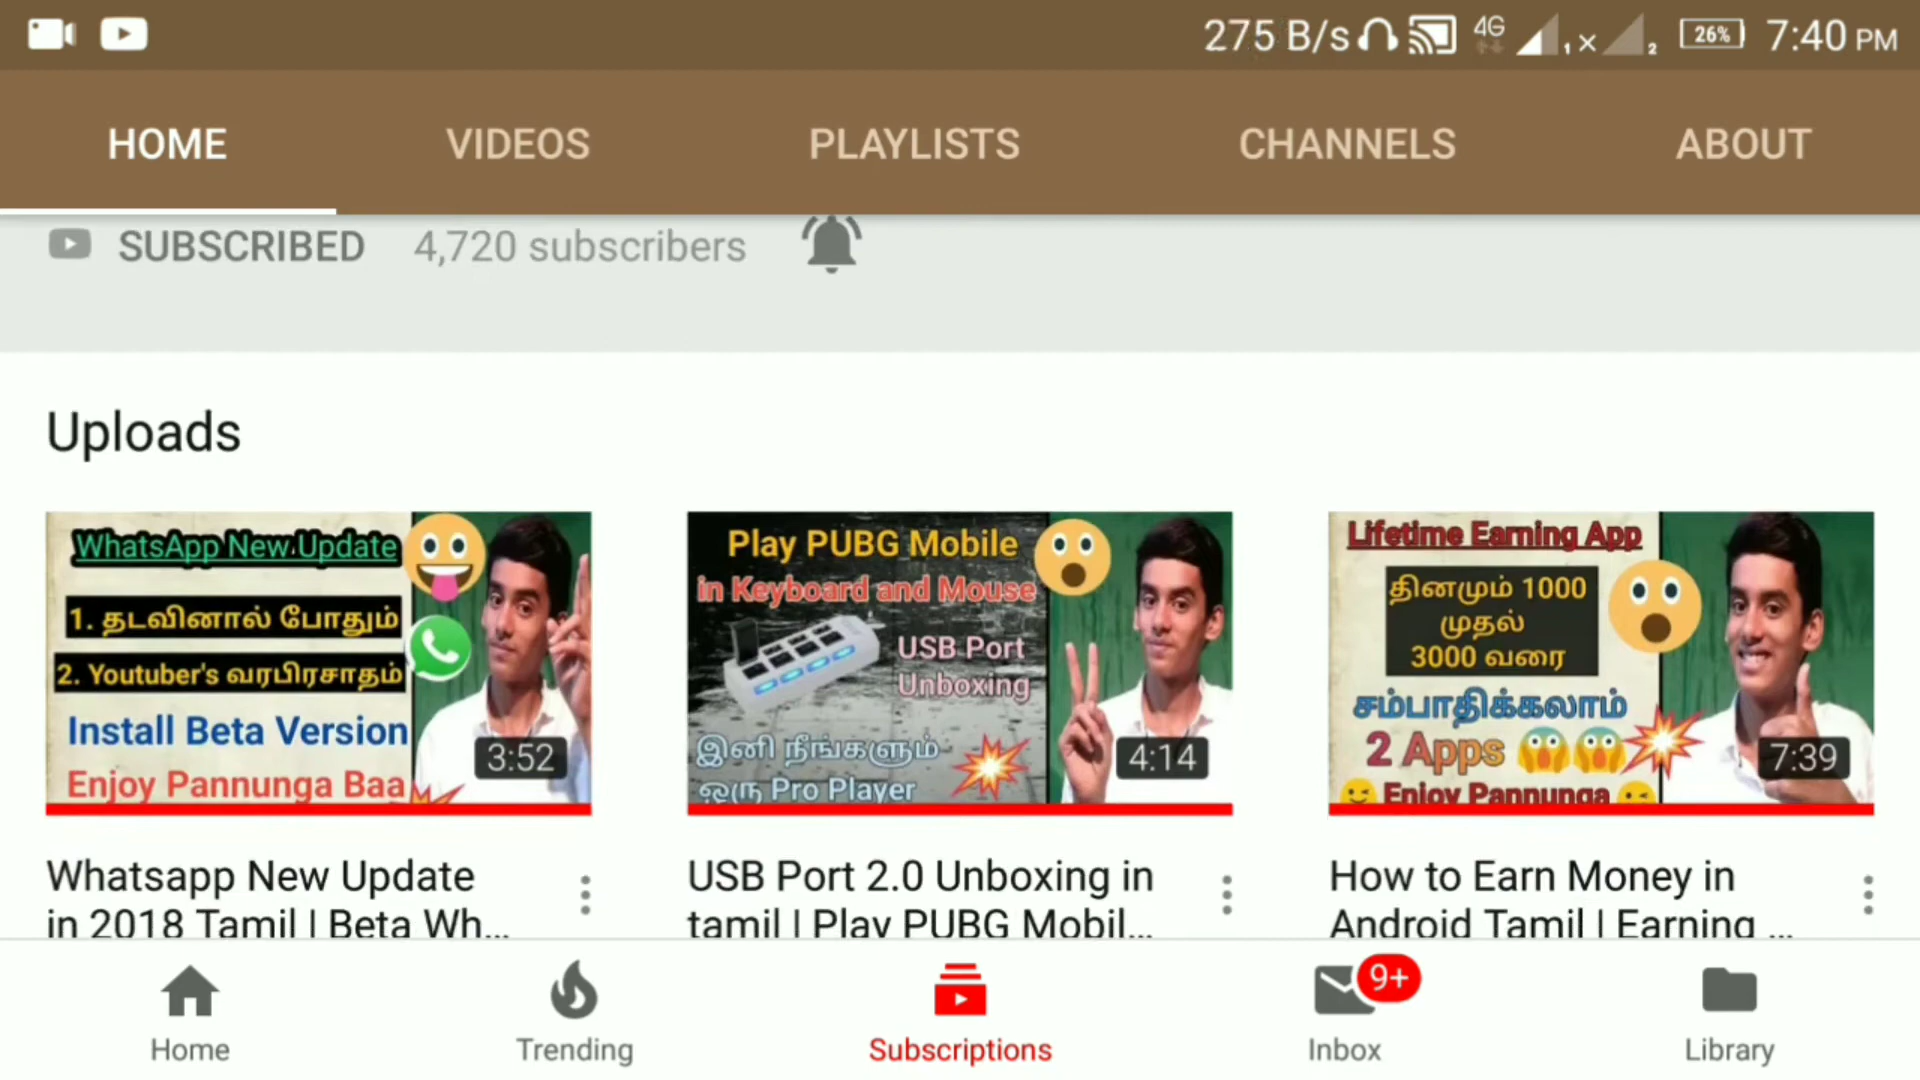 275 B/s 4G 1 x 2 26% 7:40 PM
HOME VIDEOS PLAYLISTS CHANNELS ABOUT
SUBSCRIBED 4,720 subscribers
Uploads
WhatsApp New Update
1. தடவினால் போதும்
2. Youtuber's வரபிரசாதம்
Install Beta Version
Enjoy Pannunga Baa
3:52
Play PUBG Mobile
in Keyboard and Mouse
USB Port
Unboxing
இனி நீங்களும்
ஒரு Pro Player
4:14
Lifetime Earning App
தினமும் 1000
முதல்
3000 வரை
சம்பாதிக்கலாம்
2 Apps
Enjoy Pannunga
7:39
Whatsapp New Update
in 2018 Tamil | Beta Wh...
USB Port 2.0 Unboxing in
tamil | Play PUBG Mobil...
How to Earn Money in
Android Tamil | Earning ...
9+
Home Trending Subscriptions Inbox Library